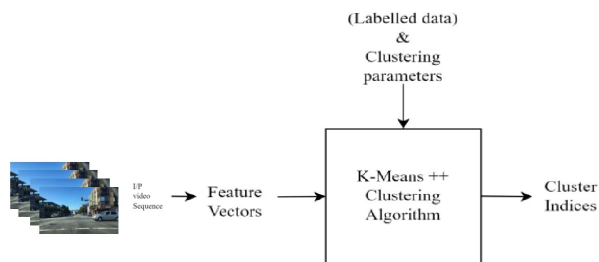 (Labelled data)
&
Clustering
parameters
I/P
video
Sequence
Feature
Vectors
K-Means ++
Clustering
Algorithm
Cluster
Indices